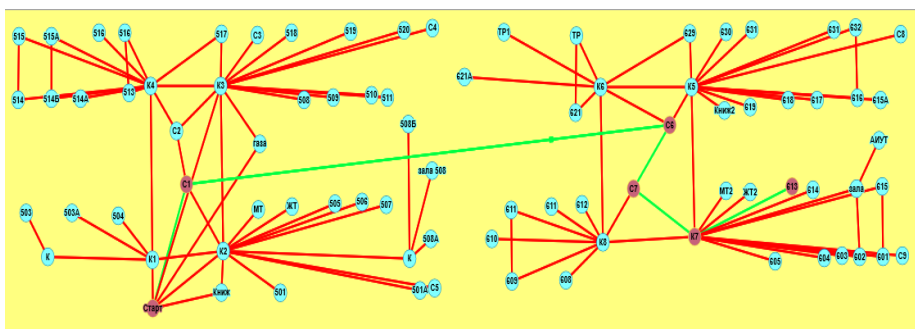 515
515А
516
516
517
С3
518
519
520
С4
ТР1
ТР
629
630
631
631
632
С8
К4
К3
621А
К6
К5
514
514Б
514А
513
508
509
510
511
621
Книж2
619
618
617
616
615А
С2
газа
508Б
С6
АИУТ
зала 508
С1
С7
МТ2
ЖТ2
613
614
зала
615
503
503А
504
МТ
ЖТ
505
506
507
611
611
612
508А
610
К8
К7
К
К1
К2
К
609
608
605
604
603
602
601
С9
Книж
501
501А
С5
Старт